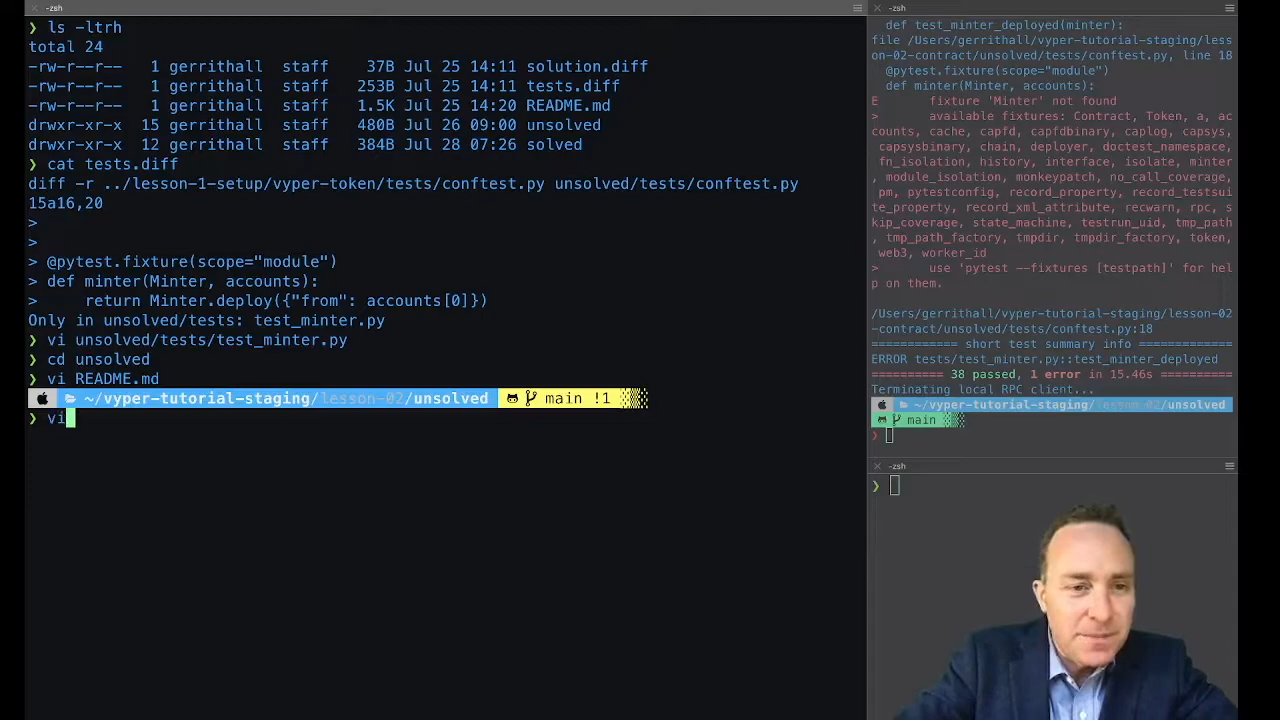 -zsh
❯ ls -ltrh
total 24
-rw-r--r-- 1 gerrithall staff 37B Jul 25 14:11 solution.diff
-rw-r--r-- 1 gerrithall staff 253B Jul 25 14:11 tests.diff
-rw-r--r-- 1 gerrithall staff 1.5K Jul 25 14:20 README.md
drwxr-xr-x 15 gerrithall staff 480B Jul 26 09:00 unsolved
drwxr-xr-x 12 gerrithall staff 384B Jul 28 07:26 solved
❯ cat tests.diff
diff -r ../lesson-1-setup/vyper-token/tests/conftest.py unsolved/tests/conftest.py
15a16,20
>
>
> @pytest.fixture(scope="module")
> def minter(Minter, accounts):
>     return Minter.deploy({"from": accounts[0]})
Only in unsolved/tests: test_minter.py
❯ vi unsolved/tests/test_minter.py
❯ cd unsolved
❯ vi README.md
~/vyper-tutorial-staging/lesson-02/unsolved main !1
❯ vi
-zsh
def test_minter_deployed(minter):
file /Users/gerrithall/vyper-tutorial-staging/less
on-02-contract/unsolved/tests/conftest.py, line 18
@pytest.fixture(scope="module")
def minter(Minter, accounts):
E fixture 'Minter' not found
> available fixtures: Contract, Token, a, ac
counts, cache, capfd, capfdbinary, caplog, capsys,
capsysbinary, chain, deployer, doctest_namespace,
fn_isolation, history, interface, isolate, minter
, module_isolation, monkeypatch, no_call_coverage,
pm, pytestconfig, record_property, record_testsui
te_property, record_xml_attribute, recwarn, rpc, s
kip_coverage, state_machine, testrun_uid, tmp_path
, tmp_path_factory, tmpdir, tmpdir_factory, token,
web3, worker_id
> use 'pytest --fixtures [testpath]' for hel
p on them.
/Users/gerrithall/vyper-tutorial-staging/lesson-02
-contract/unsolved/tests/conftest.py:18
============ short test summary info =============
ERROR tests/test_minter.py::test_minter_deployed
========== 38 passed, 1 error in 15.46s ==========
Terminating local RPC client...
~/vyper-tutorial-staging/lesson-02/unsolved
main
❯
-zsh
❯